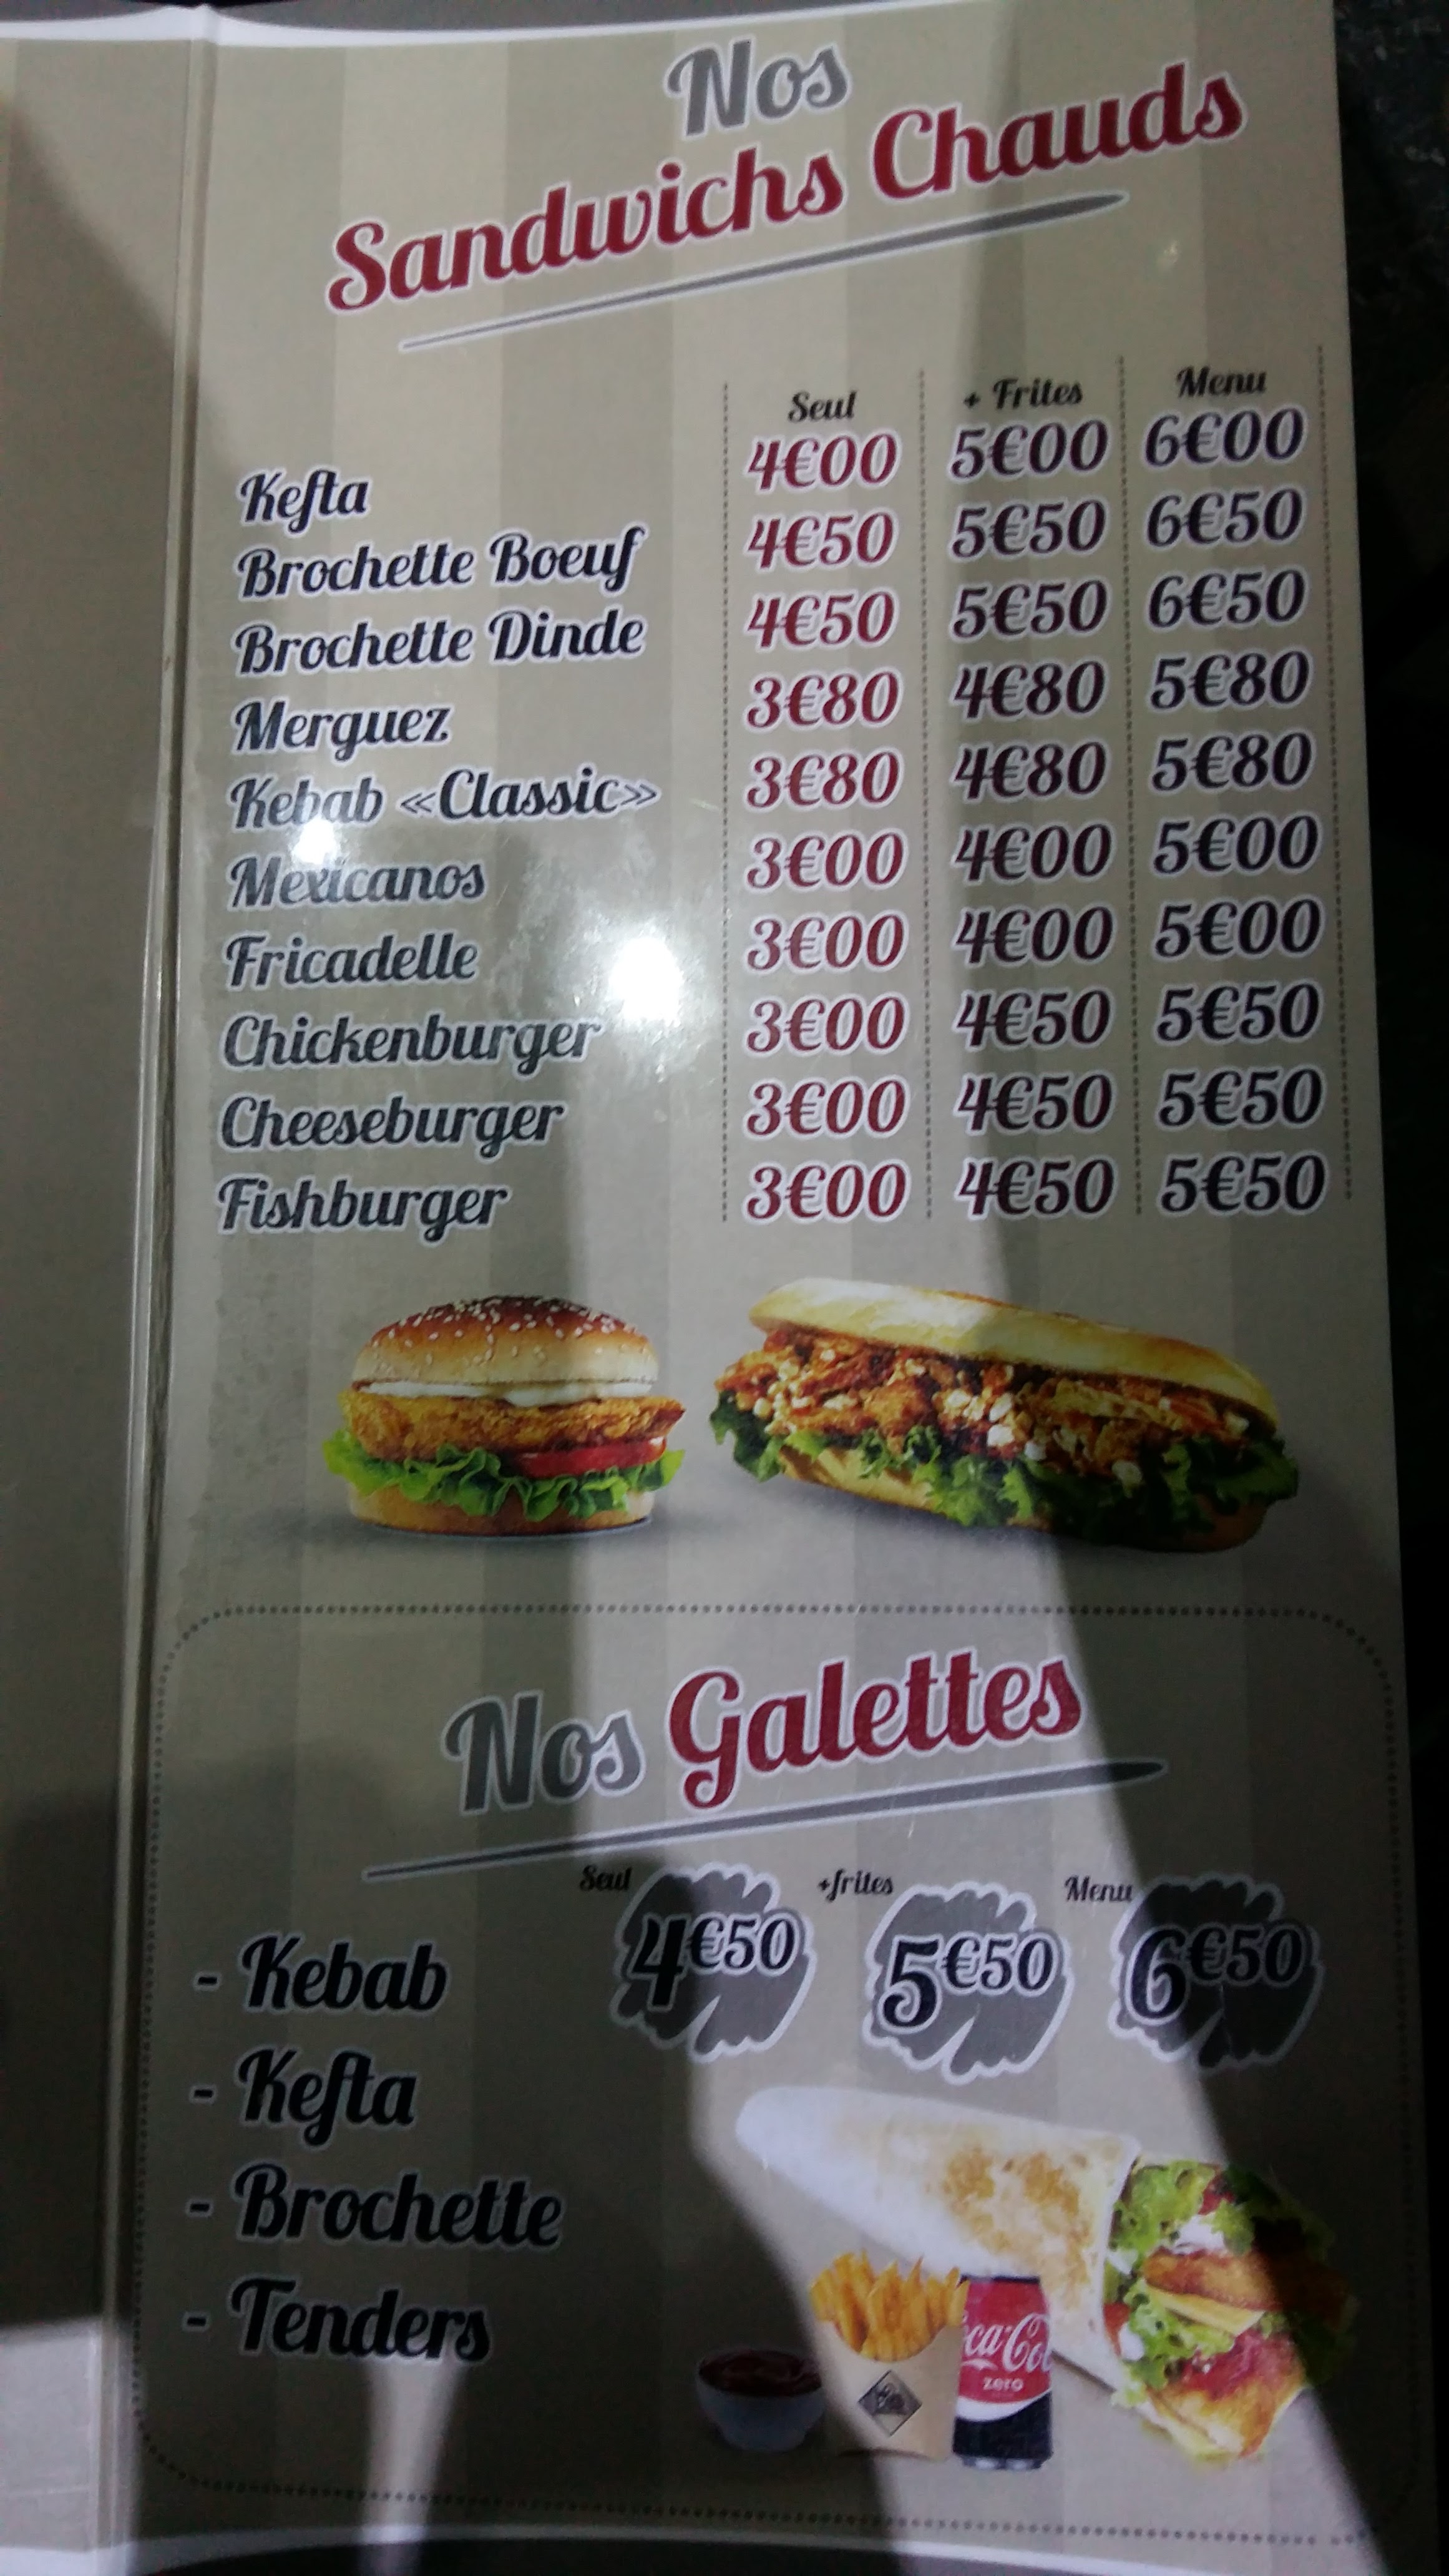 Nos
Sandwichs Chauds
Seul + Frites Menu
Kefta 4€00 5€00 6€00
Brochette Boeuf 4€50 5€50 6€50
Brochette Dinde 4€50 5€50 6€50
Merguez 3€80 4€80 5€80
Kebab «Classic» 3€80 4€80 5€80
Mexicanos 3€00 4€00 5€00
Fricadelle 3€00 4€00 5€00
Chickenburger 3€00 4€50 5€50
Cheeseburger 3€00 4€50 5€50
Fishburger 3€00 4€50 5€50
Nos Galettes
Seul 4€50 +frites 5€50 Menu 6€50
- Kebab
- Kefta
- Brochette
- Tenders
ca-Col
zero